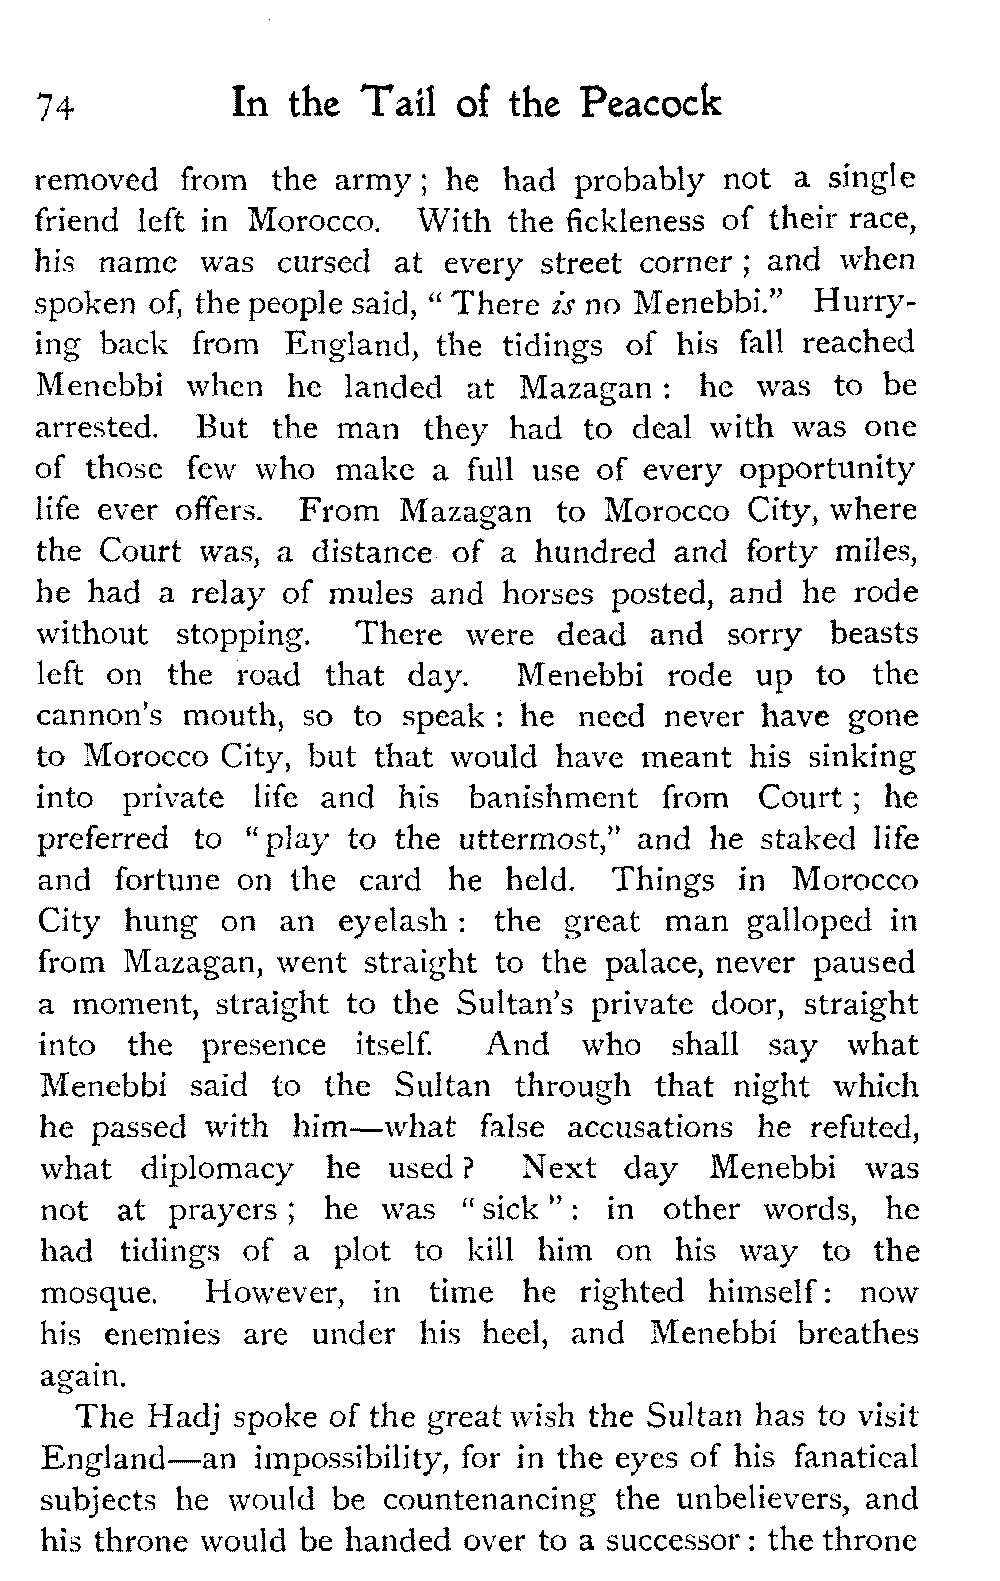 74 In the Tail of the Peacock
removed from the army ; he had probably not a single
friend left in Morocco. With the fickleness of their race,
his name was cursed at every street corner ; and when
spoken of, the people said, “ There is no Menebbi.” Hurry-
ing back from England, the tidings of his fall reached
Menebbi when he landed at Mazagan : he was to be
arrested. But the man they had to deal with was one
of those few who make a full use of every opportunity
life ever offers. From Mazagan to Morocco City, where
the Court was, a distance of a hundred and forty miles,
he had a relay of mules and horses posted, and he rode
without stopping. There were dead and sorry beasts
left on the road that day. Menebbi rode up to the
cannon's mouth, so to speak : he need never have gone
to Morocco City, but that would have meant his sinking
into private life and his banishment from Court ; he
preferred to “ play to the uttermost,” and he staked life
and fortune on the card he held. Things in Morocco
City hung on an eyelash : the great man galloped in
from Mazagan, went straight to the palace, never paused
a moment, straight to the Sultan's private door, straight
into the presence itself. And who shall say what
Menebbi said to the Sultan through that night which
he passed with him—what false accusations he refuted,
what diplomacy he used ? Next day Menebbi was
not at prayers ; he was “ sick ” : in other words, he
had tidings of a plot to kill him on his way to the
mosque. However, in time he righted himself : now
his enemies are under his heel, and Menebbi breathes
again.
The Hadj spoke of the great wish the Sultan has to visit
England—an impossibility, for in the eyes of his fanatical
subjects he would be countenancing the unbelievers, and
his throne would be handed over to a successor : the throne